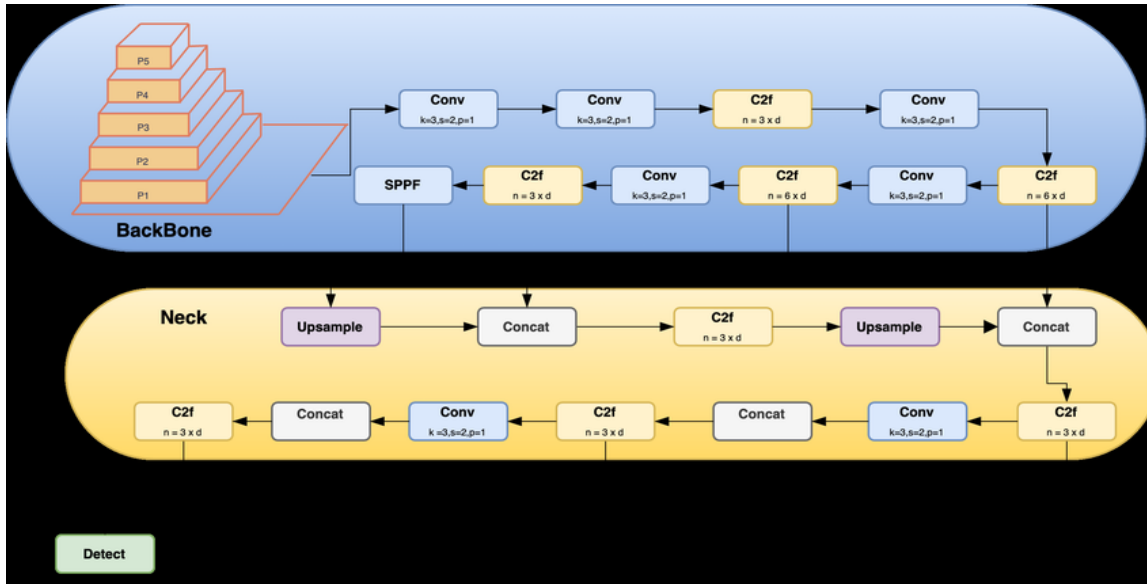 P5
P4
P3
P2
P1
BackBone
Conv
k=3,s=2,p=1
Conv
k=3,s=2,p=1
C2f
n = 3 x d
Conv
k=3,s=2,p=1
SPPF
C2f
n = 3 x d
Conv
k=3,s=2,p=1
C2f
n = 6 x d
Conv
k=3,s=2,p=1
C2f
n = 6 x d
Neck
Upsample
Concat
C2f
n = 3 x d
Upsample
Concat
C2f
n = 3 x d
Concat
Conv
k =3,s=2,p=1
C2f
n = 3 x d
Concat
Conv
k=3,s=2,p=1
C2f
n = 3 x d
Detect